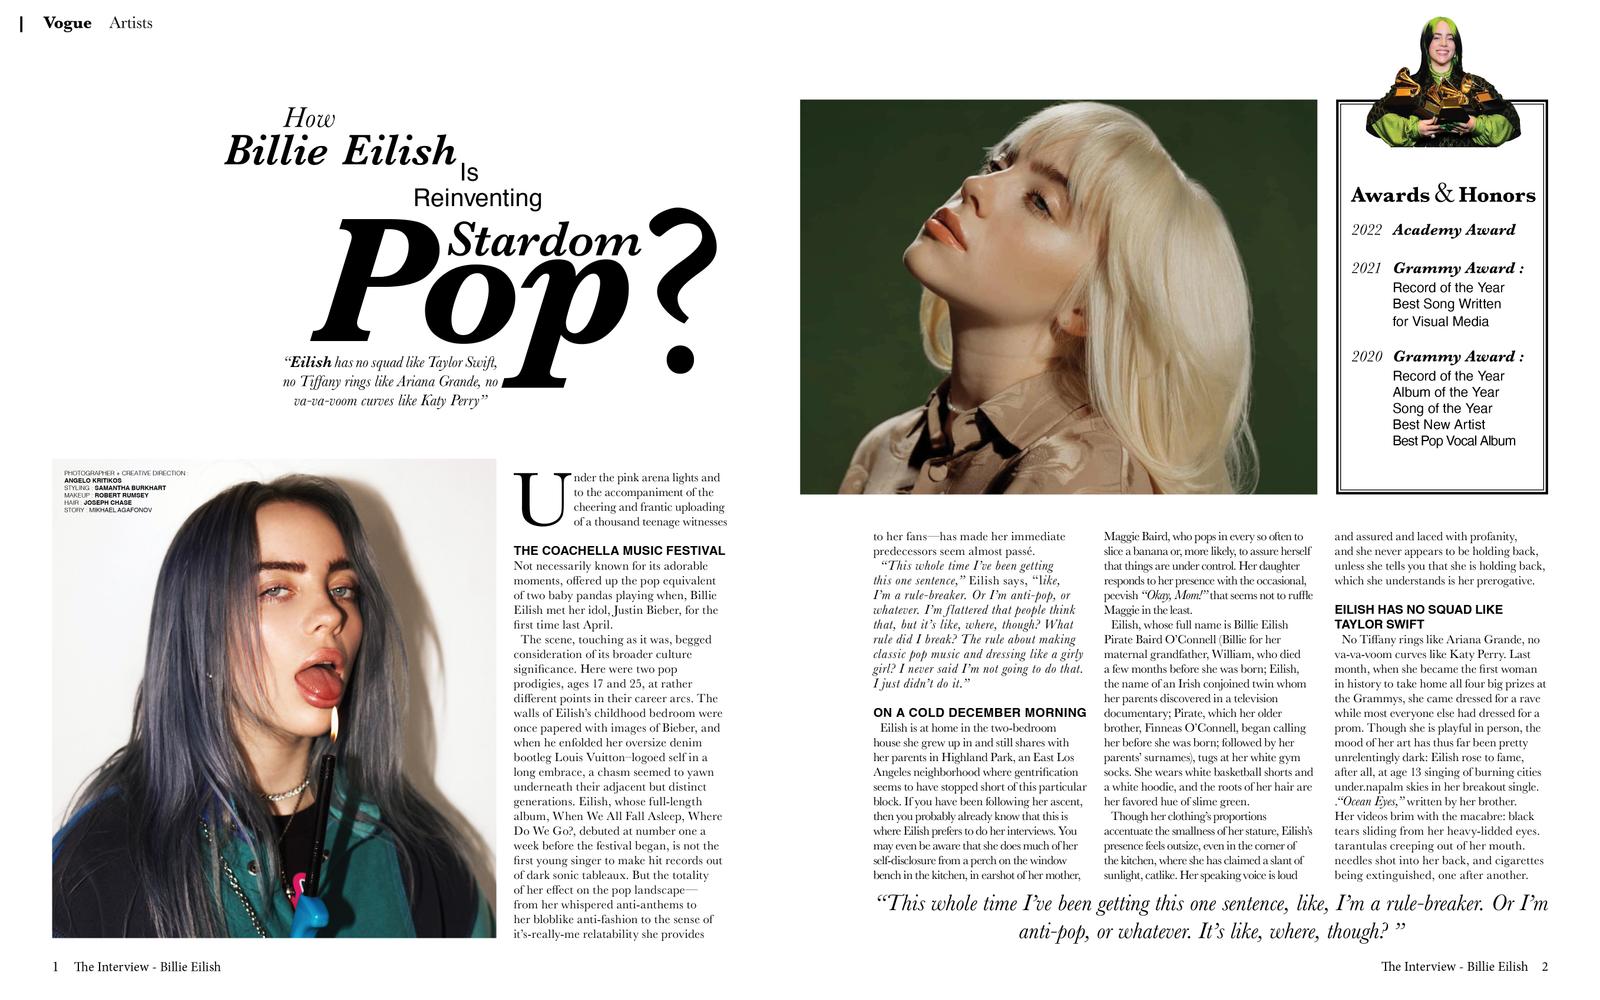 Vogue Artists
How
Billie Eilish
Is
Reinventing
Pop
Stardom
?
“Eilish has no squad like Taylor Swift,
no Tiffany rings like Ariana Grande, no
va-va-voom curves like Katy Perry”
PHOTOGRAPHER + CREATIVE DIRECTION :
ANGELO KRITIKOS
STYLING : SAMANTHA BURKHART
MAKEUP : ROBERT RUMSEY
HAIR : JOSEPH CHASE
STORY : MIKHAEL AGAFONOV
Under the pink arena lights and
to the accompaniment of the
cheering and frantic uploading
of a thousand teenage witnesses
THE COACHELLA MUSIC FESTIVAL
Not necessarily known for its adorable
moments, offered up the pop equivalent
of two baby pandas playing when, Billie
Eilish met her idol, Justin Bieber, for the
first time last April.
The scene, touching as it was, begged
consideration of its broader culture
significance. Here were two pop
prodigies, ages 17 and 25, at rather
different points in their career arcs. The
walls of Eilish’s childhood bedroom were
once papered with images of Bieber, and
when he enfolded her oversize denim
bootleg Louis Vuitton–logoed self in a
long embrace, a chasm seemed to yawn
underneath their adjacent but distinct
generations. Eilish, whose full-length
album, When We All Fall Asleep, Where
Do We Go?, debuted at number one a
week before the festival began, is not the
first young singer to make hit records out
of dark sonic tableaux. But the totality
of her effect on the pop landscape—
from her whispered anti-anthems to
her bloblike anti-fashion to the sense of
it’s-really-me relatability she provides
1 The Interview - Billie Eilish
Awards & Honors
2022 Academy Award
2021 Grammy Award :
Record of the Year
Best Song Written
for Visual Media
2020 Grammy Award :
Record of the Year
Album of the Year
Song of the Year
Best New Artist
Best Pop Vocal Album
to her fans—has made her immediate
predecessors seem almost passé.
“This whole time I’ve been getting
this one sentence,” Eilish says, “like,
I’m a rule-breaker. Or I’m anti-pop, or
whatever. I’m flattered that people think
that, but it’s like, where, though? What
rule did I break? The rule about making
classic pop music and dressing like a girly
girl? I never said I’m not going to do that.
I just didn’t do it.”
ON A COLD DECEMBER MORNING
Eilish is at home in the two-bedroom
house she grew up in and still shares with
her parents in Highland Park, an East Los
Angeles neighborhood where gentrification
seems to have stopped short of this particular
block. If you have been following her ascent,
then you probably already know that this is
where Eilish prefers to do her interviews. You
may even be aware that she does much of her
self-disclosure from a perch on the window
bench in the kitchen, in earshot of her mother,
Maggie Baird, who pops in every so often to
slice a banana or, more likely, to assure herself
that things are under control. Her daughter
responds to her presence with the occasional,
peevish “Okay, Mom!” that seems not to ruffle
Maggie in the least.
Eilish, whose full name is Billie Eilish
Pirate Baird O’Connell (Billie for her
maternal grandfather, William, who died
a few months before she was born; Eilish,
the name of an Irish conjoined twin whom
her parents discovered in a television
documentary; Pirate, which her older
brother, Finneas O’Connell, began calling
her before she was born; followed by her
parents’ surnames), tugs at her white gym
socks. She wears white basketball shorts and
a white hoodie, and the roots of her hair are
her favored hue of slime green.
Though her clothing’s proportions
accentuate the smallness of her stature, Eilish’s
presence feels outsize, even in the corner of
the kitchen, where she has claimed a slant of
sunlight, catlike. Her speaking voice is loud
and assured and laced with profanity,
and she never appears to be holding back,
unless she tells you that she is holding back,
which she understands is her prerogative.
EILISH HAS NO SQUAD LIKE
TAYLOR SWIFT
No Tiffany rings like Ariana Grande, no
va-va-voom curves like Katy Perry. Last
month, when she became the first woman
in history to take home all four big prizes at
the Grammys, she came dressed for a rave
while most everyone else had dressed for a
prom. Though she is playful in person, the
mood of her art has thus far been pretty
unrelentingly dark: Eilish rose to fame,
after all, at age 13 singing of burning cities
under.napalm skies in her breakout single.
.“Ocean Eyes,” written by her brother.
Her videos brim with the macabre: black
tears sliding from her heavy-lidded eyes.
tarantulas creeping out of her mouth.
needles shot into her back, and cigarettes
being extinguished, one after another.
“This whole time I’ve been getting this one sentence, like, I’m a rule-breaker. Or I’m
anti-pop, or whatever. It’s like, where, though? ”
The Interview - Billie Eilish 2